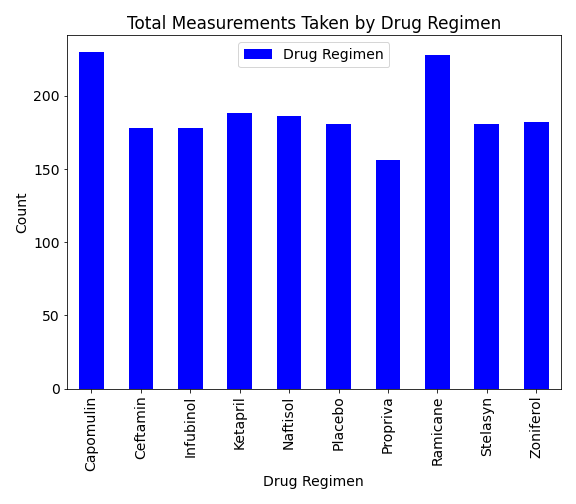 Total Measurements Taken by Drug Regimen
Drug Regimen
Count
200
150
100
50
0
Capomulin
Ceftamin
Infubinol
Ketapril
Naftisol
Placebo
Propriva
Ramicane
Stelasyn
Zoniferol
Drug Regimen